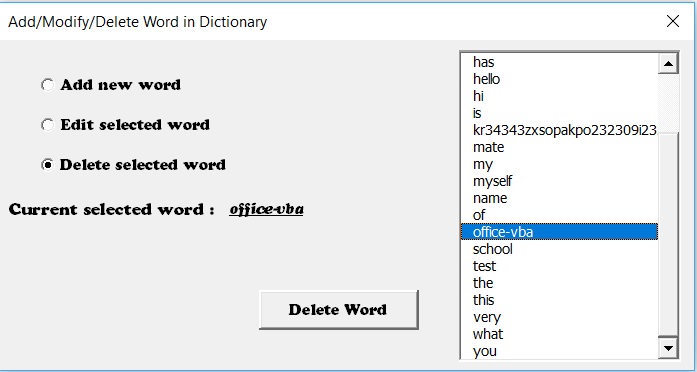 Add/Modify/Delete Word in Dictionary
Add new word
Edit selected word
Delete selected word
Current selected word : office-vba
Delete Word
has
hello
hi
is
kr34343zxsopakpo232309i23
mate
my
myself
name
of
office-vba
school
test
the
this
very
what
you